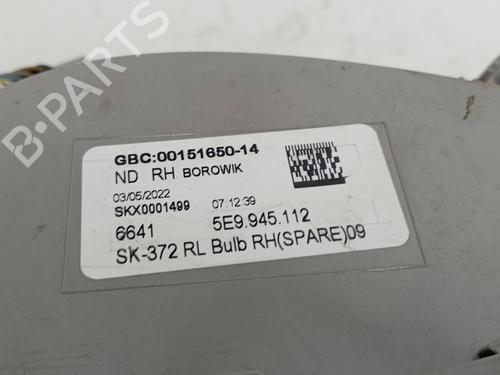 GBC:00151650-14
ND RH BOROWIK
03/05/2022 07:12:39
SKX0001499
6641 5E9.945.112
SK-372 RL Bulb RH(SPARE)09
B-PARTS